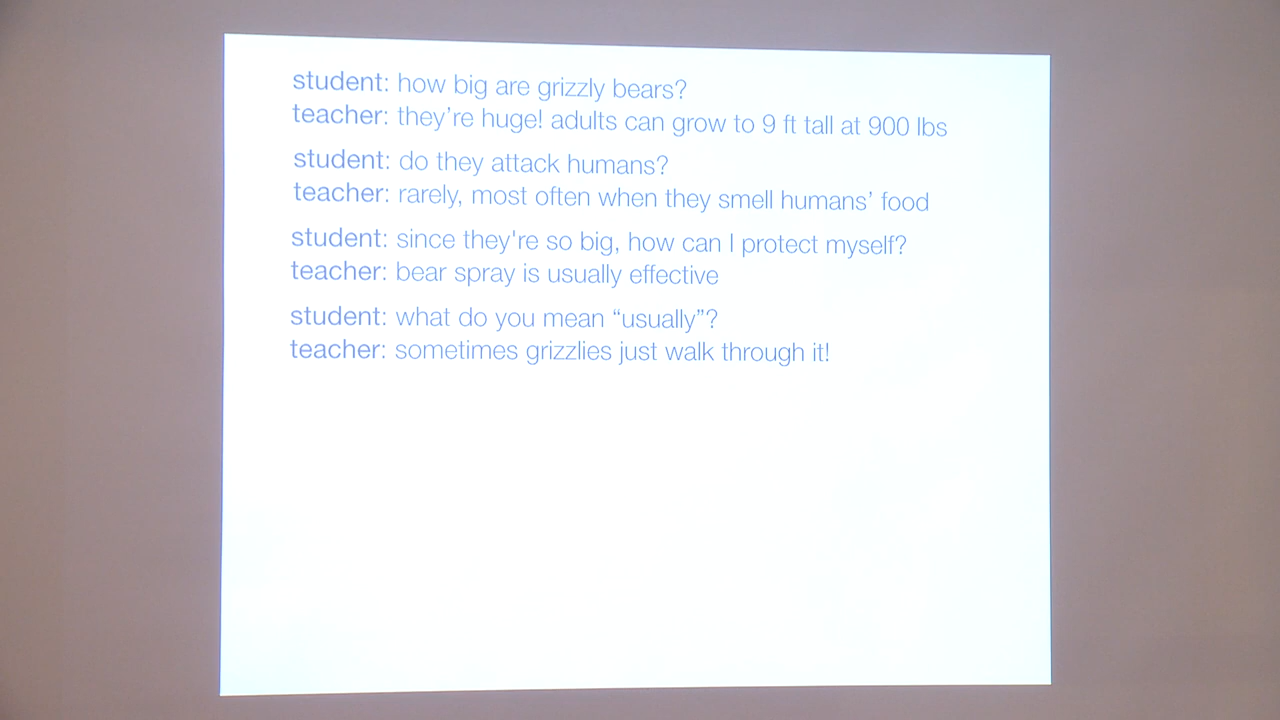 student: how big are grizzly bears?
teacher: they’re huge! adults can grow to 9 ft tall at 900 lbs
student: do they attack humans?
teacher: rarely, most often when they smell humans’ food
student: since they're so big, how can I protect myself?
teacher: bear spray is usually effective
student: what do you mean “usually”?
teacher: sometimes grizzlies just walk through it!